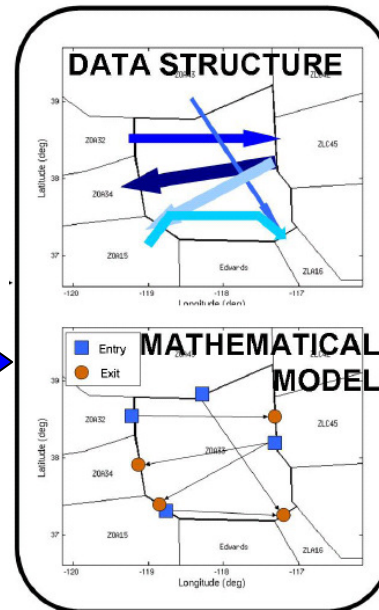 DATA STRUCTURE
39
ZOA32
ZLC45
38
ZOA34
Latitude (deg)
ZOA15
37
Edwards
ZLA16
-120
-119
-118
-117
Longitude (deg)
Entry
Exit
MATHEMATICAL
MODEL
39
ZOA32
ZLC45
38
ZOA33
ZOA34
Latitude (deg)
ZOA15
37
Edwards
ZLA16
-120
-119
-118
-117
Longitude (deg)